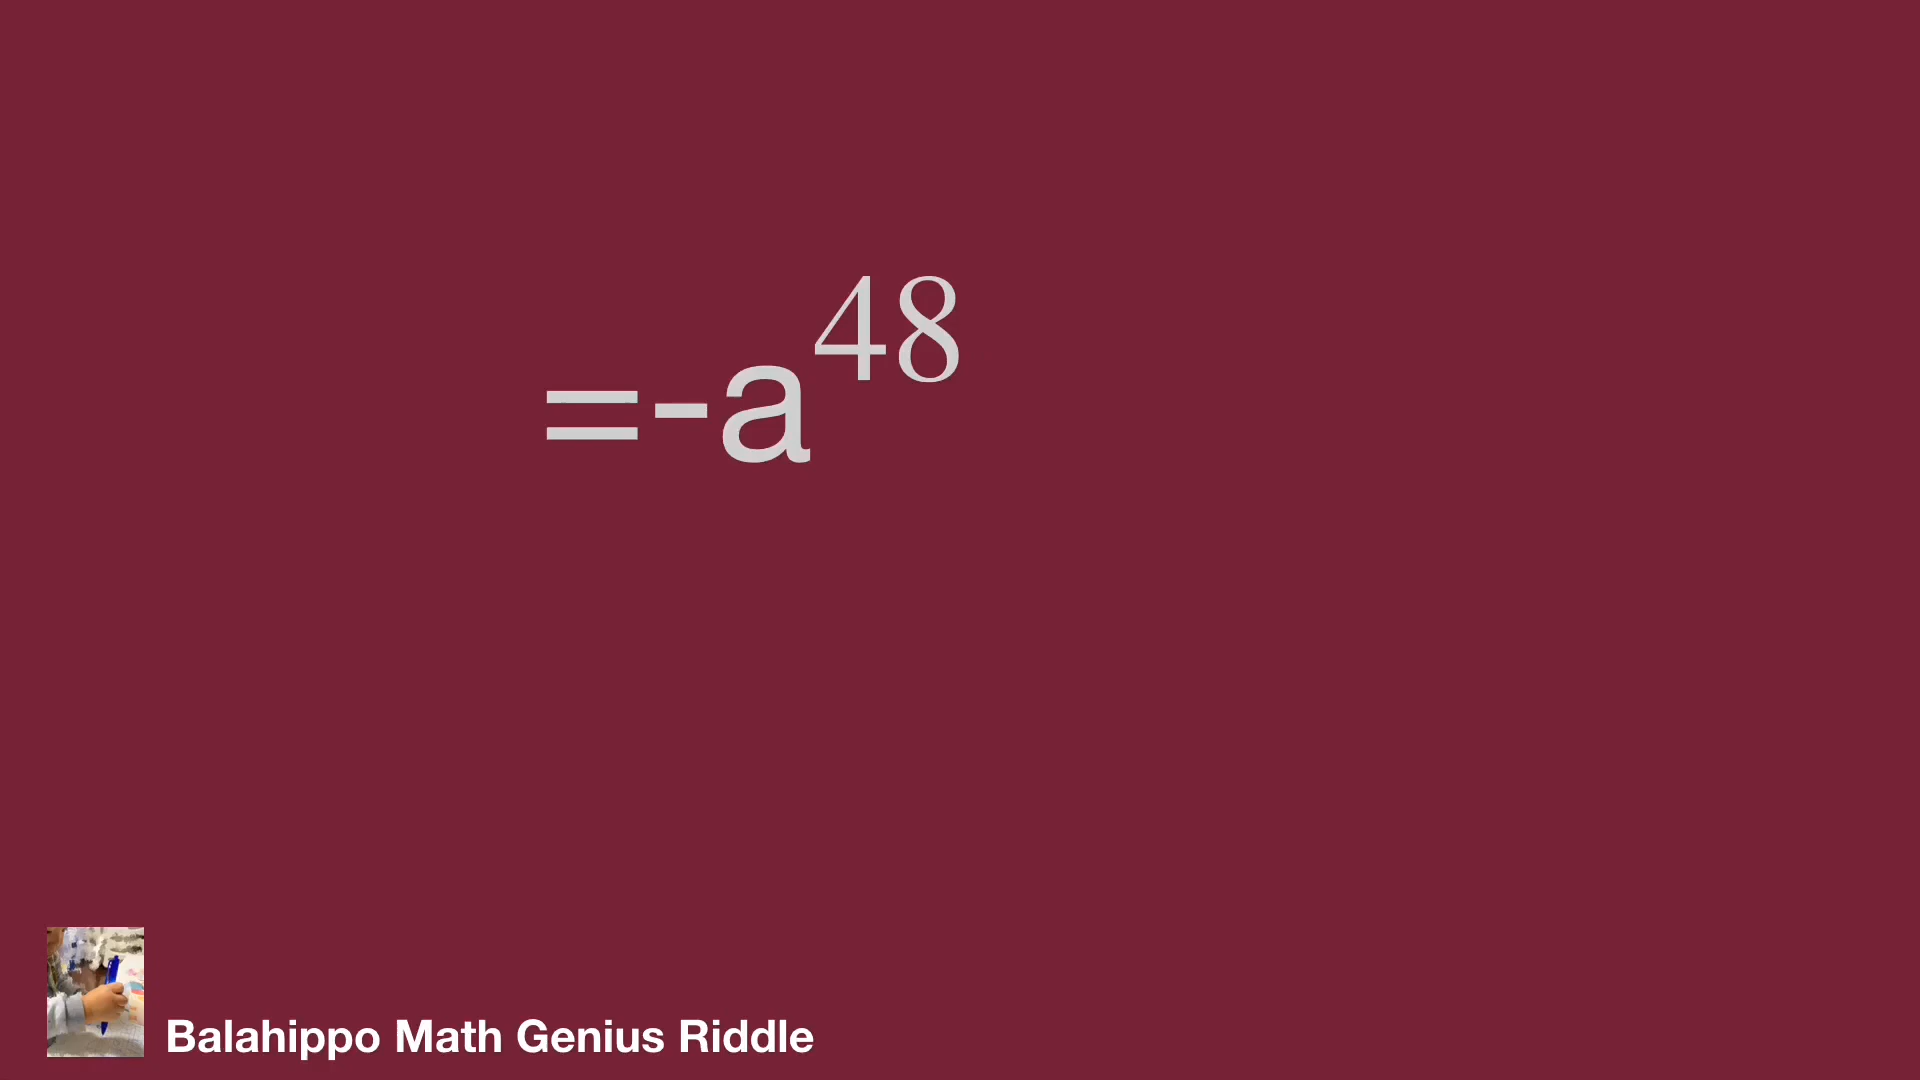 =-a⁴⁸
Balahippo Math Genius Riddle